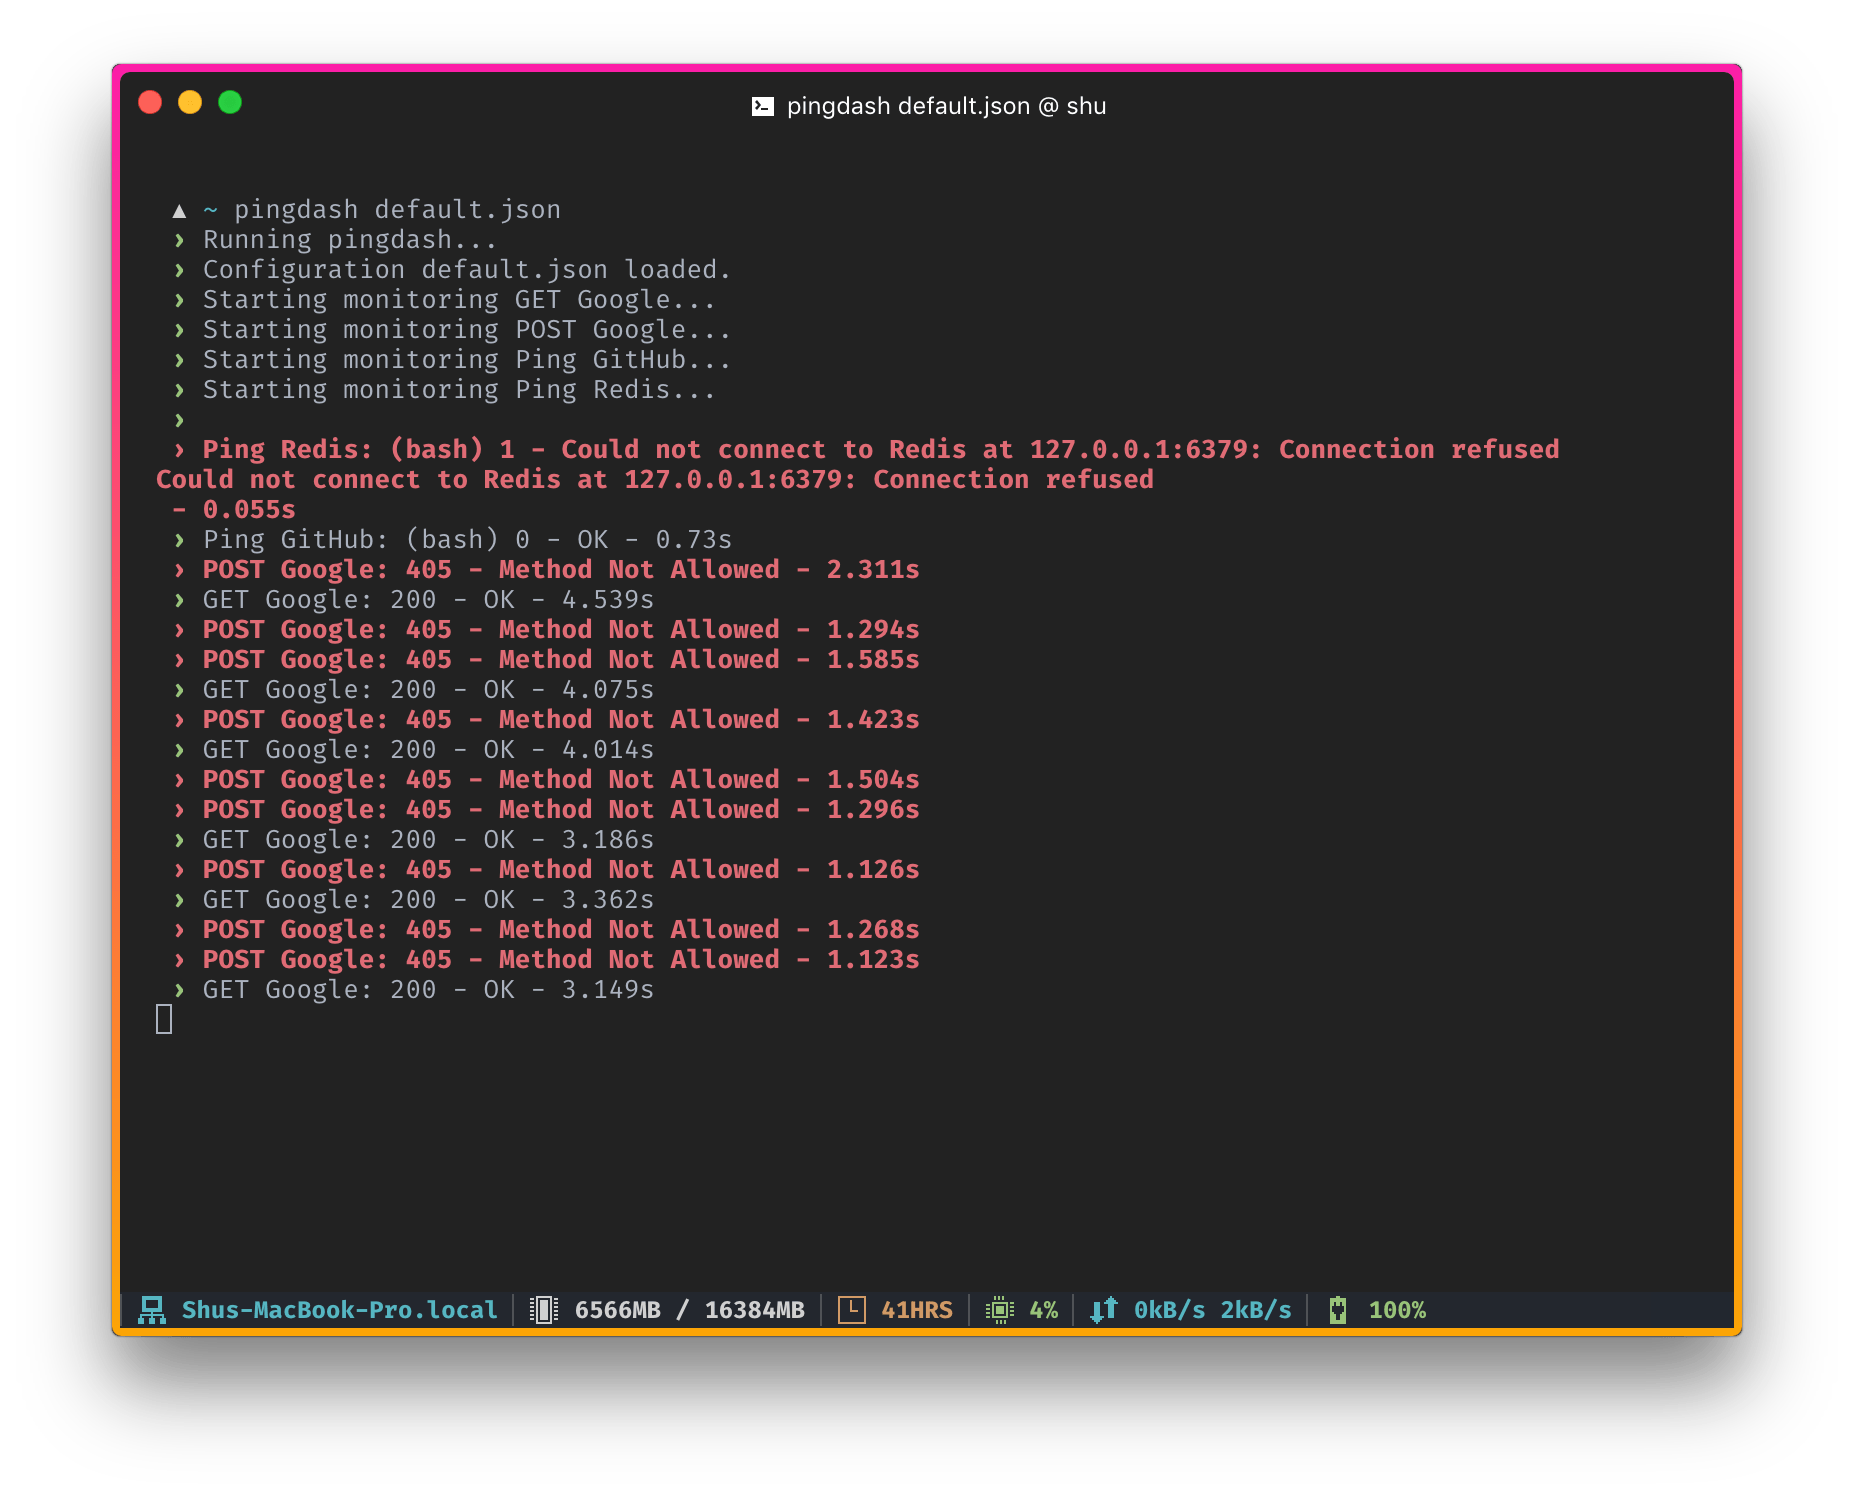 pingdash default.json @ shu
▲ ~ pingdash default.json
› Running pingdash...
› Configuration default.json loaded.
› Starting monitoring GET Google...
› Starting monitoring POST Google...
› Starting monitoring Ping GitHub...
› Starting monitoring Ping Redis...
›
› Ping Redis: (bash) 1 - Could not connect to Redis at 127.0.0.1:6379: Connection refused
Could not connect to Redis at 127.0.0.1:6379: Connection refused
- 0.055s
› Ping GitHub: (bash) 0 - OK - 0.73s
› POST Google: 405 - Method Not Allowed - 2.311s
› GET Google: 200 - OK - 4.539s
› POST Google: 405 - Method Not Allowed - 1.294s
› POST Google: 405 - Method Not Allowed - 1.585s
› GET Google: 200 - OK - 4.075s
› POST Google: 405 - Method Not Allowed - 1.423s
› GET Google: 200 - OK - 4.014s
› POST Google: 405 - Method Not Allowed - 1.504s
› POST Google: 405 - Method Not Allowed - 1.296s
› GET Google: 200 - OK - 3.186s
› POST Google: 405 - Method Not Allowed - 1.126s
› GET Google: 200 - OK - 3.362s
› POST Google: 405 - Method Not Allowed - 1.268s
› POST Google: 405 - Method Not Allowed - 1.123s
› GET Google: 200 - OK - 3.149s
Shus-MacBook-Pro.local | 6566MB / 16384MB | 41HRS | 4% | 0kB/s 2kB/s | 100%